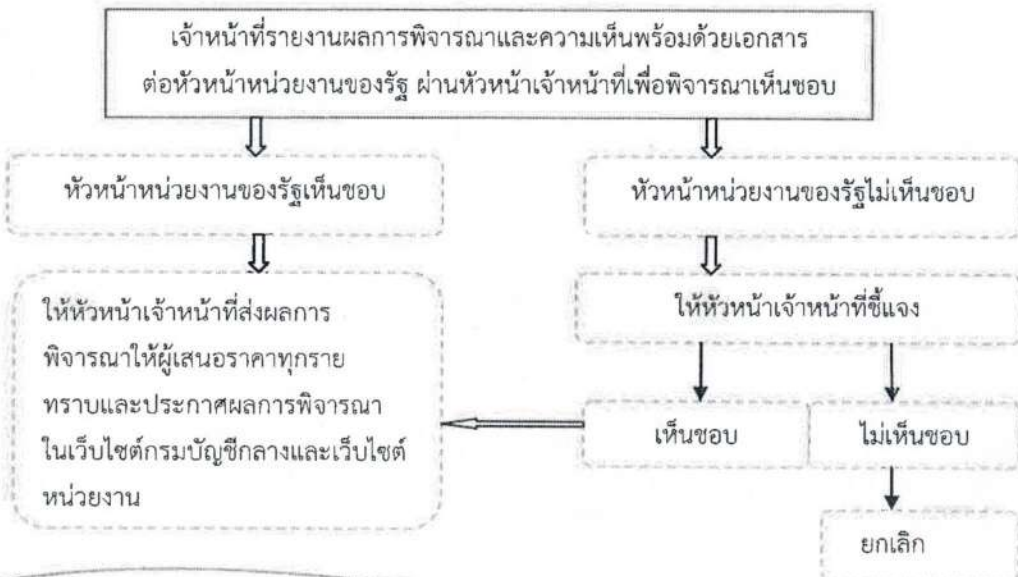 เจ้าหน้าที่รายงานผลการพิจารณาและความเห็นพร้อมด้วยเอกสาร
ต่อหัวหน้าหน่วยงานของรัฐ ผ่านหัวหน้าเจ้าหน้าที่เพื่อพิจารณาเห็นชอบ
หัวหน้าหน่วยงานของรัฐเห็นชอบ
หัวหน้าหน่วยงานของรัฐไม่เห็นชอบ
ให้หัวหน้าเจ้าหน้าที่ส่งผลการ
พิจารณาให้ผู้เสนอราคาทุกราย
ทราบและประกาศผลการพิจารณา
ในเว็บไซต์กรมบัญชีกลางและเว็บไซต์
หน่วยงาน
ให้หัวหน้าเจ้าหน้าที่ชี้แจง
เห็นชอบ
ไม่เห็นชอบ
ยกเลิก